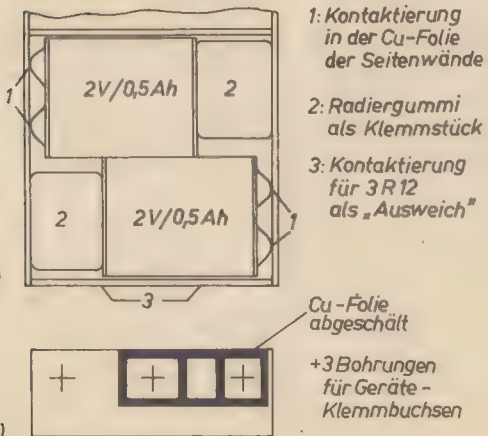 1: Kontaktierung
in der Cu-Folie
der Seitenwände
2: Radiergummi
als Klemmstück
3: Kontaktierung
für 3 R 12
als „Ausweich"
1
2V/0,5Ah
2
2
2V/0,5Ah
1
3
Cu-Folie
abgeschält
+3 Bohrungen
für Geräte-
Klemmbuchsen